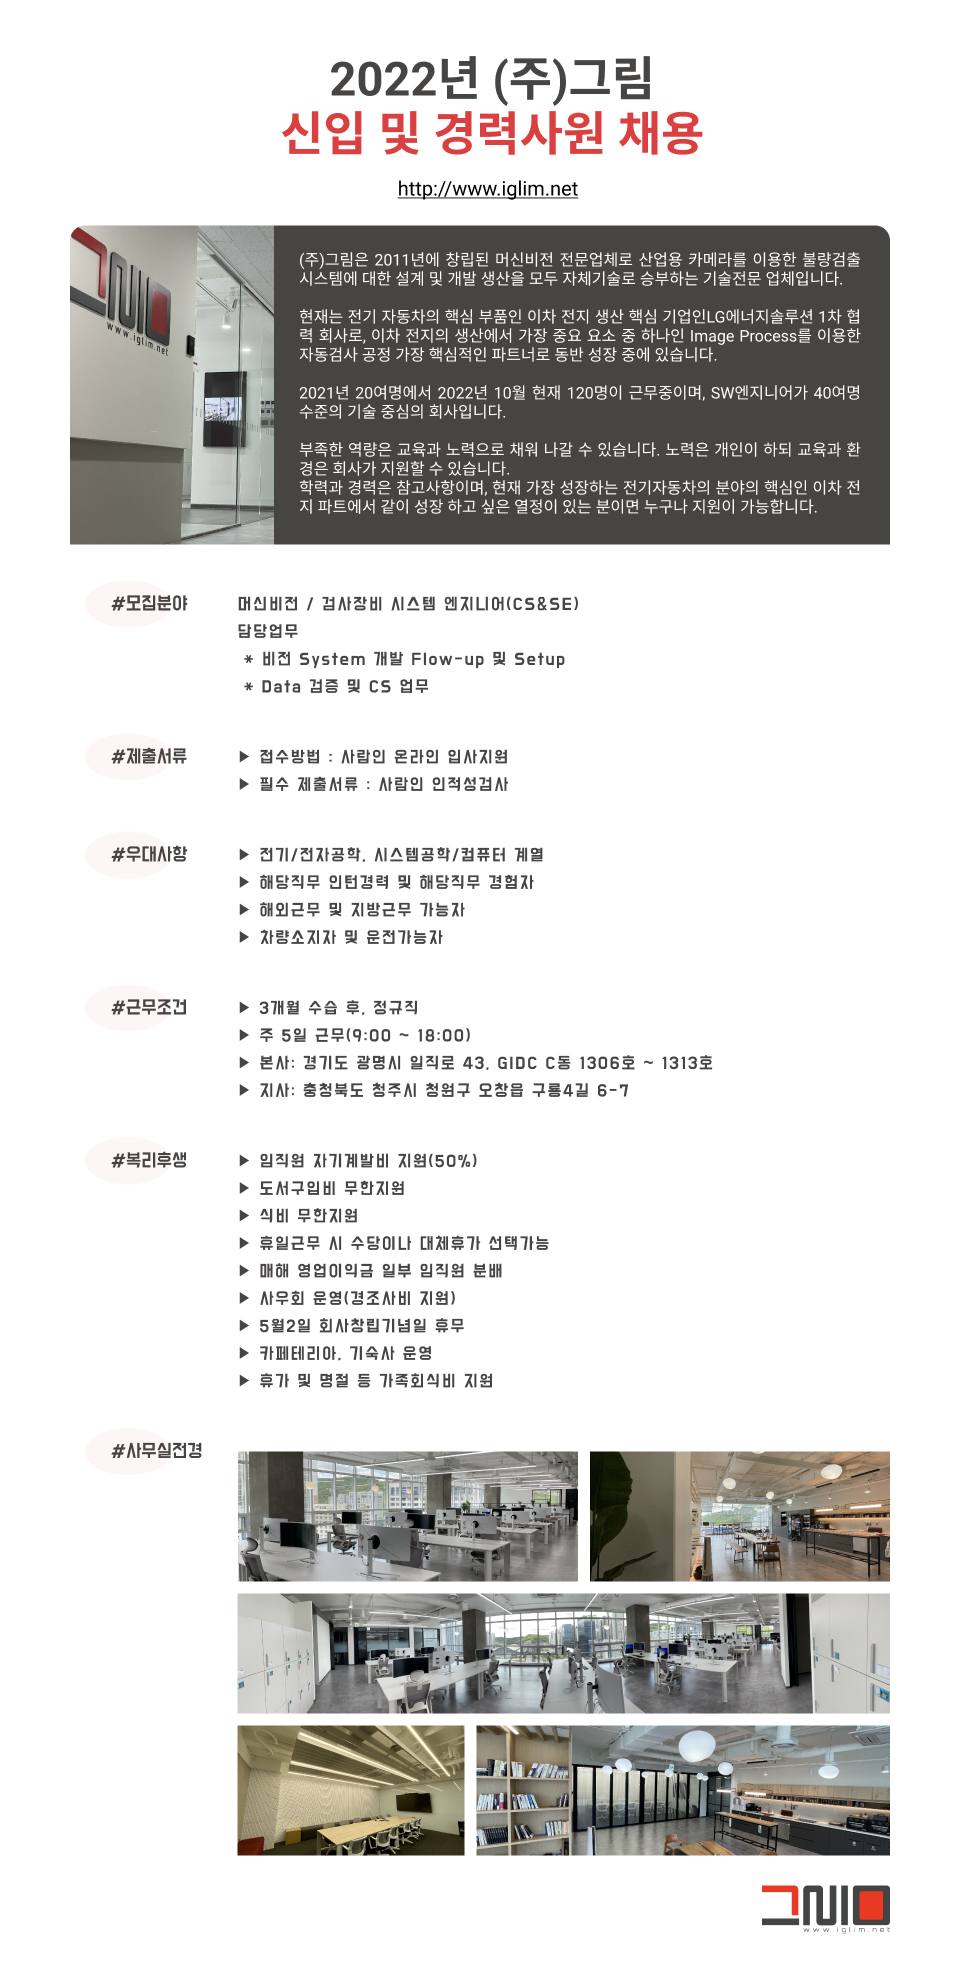 2022년 (주)그림
신입 및 경력사원 채용
http://www.iglim.net
www.iglim.net
(주)그림은 2011년에 창립된 머신비전 전문업체로 산업용 카메라를 이용한 불량검출
시스템에 대한 설계 및 개발 생산을 모두 자체기술로 승부하는 기술전문 업체입니다.
현재는 전기 자동차의 핵심 부품인 이차 전지 생산 핵심 기업인LG에너지솔루션 1차 협
력 회사로, 이차 전지의 생산에서 가장 중요 요소 중 하나인 Image Process를 이용한
자동검사 공정 가장 핵심적인 파트너로 동반 성장 중에 있습니다.
2021년 20여명에서 2022년 10월 현재 120명이 근무중이며, SW엔지니어가 40여명
수준의 기술 중심의 회사입니다.
부족한 역량은 교육과 노력으로 채워 나갈 수 있습니다. 노력은 개인이 하되 교육과 환
경은 회사가 지원할 수 있습니다.
학력과 경력은 참고사항이며, 현재 가장 성장하는 전기자동차의 분야의 핵심인 이차 전
지 파트에서 같이 성장 하고 싶은 열정이 있는 분이면 누구나 지원이 가능합니다.
#모집분야
머신비전 / 검사장비 시스템 엔지니어(CS&SE)
담당업무
* 비전 System 개발 Flow-up 및 Setup
* Data 검증 및 CS 업무
#제출서류
▶ 접수방법 : 사람인 온라인 입사지원
▶ 필수 제출서류 : 사람인 인적성검사
#우대사항
▶ 전기/전자공학, 시스템공학/컴퓨터 계열
▶ 해당직무 인턴경력 및 해당직무 경험자
▶ 해외근무 및 지방근무 가능자
▶ 차량소지자 및 운전가능자
#근무조건
▶ 3개월 수습 후, 정규직
▶ 주 5일 근무(9:00 ~ 18:00)
▶ 본사: 경기도 광명시 일직로 43, GIDC C동 1306호 ~ 1313호
▶ 지사: 충청북도 청주시 청원구 오창읍 구룡4길 6-7
#복리후생
▶ 임직원 자기계발비 지원(50%)
▶ 도서구입비 무한지원
▶ 식비 무한지원
▶ 휴일근무 시 수당이나 대체휴가 선택가능
▶ 매해 영업이익금 일부 임직원 분배
▶ 사우회 운영(경조사비 지원)
▶ 5월2일 회사창립기념일 휴무
▶ 카페테리아, 기숙사 운영
▶ 휴가 및 명절 등 가족회식비 지원
#사무실전경
그림
www.iglim.net